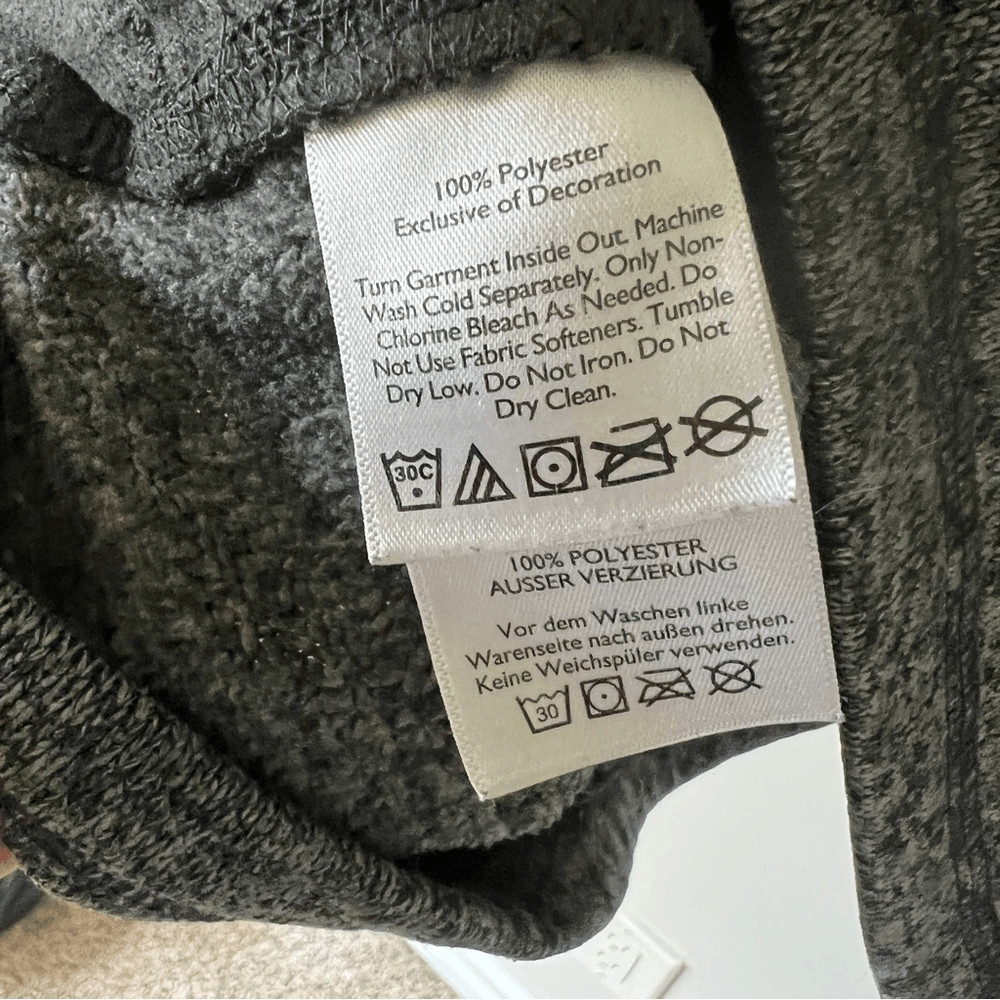 100% Polyester
Exclusive of Decoration
Turn Garment Inside Out. Machine
Wash Cold Separately. Only Non-
Chlorine Bleach As Needed. Do
Not Use Fabric Softeners. Tumble
Dry Low. Do Not Iron. Do Not
Dry Clean.
30C
100% POLYESTER
AUSSER VERZIERUNG
Vor dem Waschen linke
Warenseite nach außen drehen.
Keine Weichspüler verwenden.
30